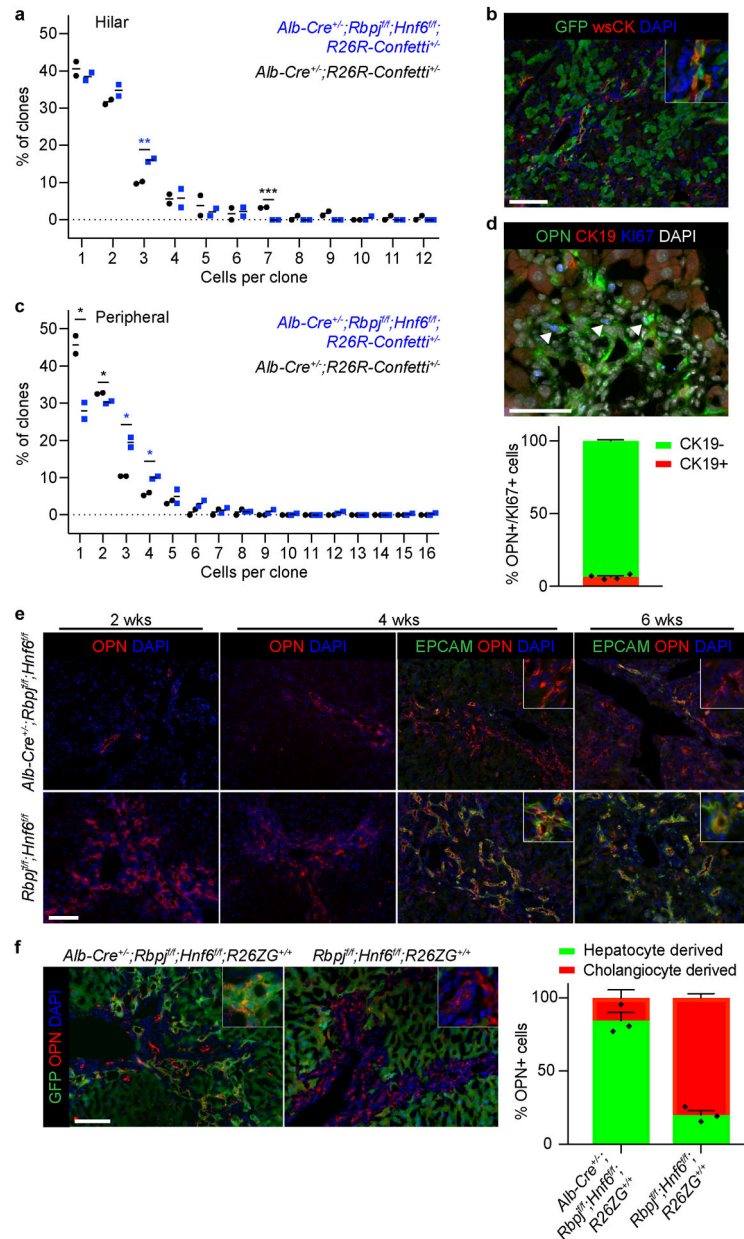 a
Hilar
Alb-Cre+/-;Rbpjf/f;Hnf6f/f;
R26R-Confetti+/-
Alb-Cre+/-;R26R-Confetti+/-
% of clones
50
40
30
20
10
0
**
***
1 2 3 4 5 6 7 8 9 10 11 12
Cells per clone
b
GFP wsCK DAPI
c
Peripheral
Alb-Cre+/-;Rbpjf/f;Hnf6f/f;
R26R-Confetti+/-
Alb-Cre+/-;R26R-Confetti+/-
% of clones
50
40
30
20
10
0
*
*
*
*
1 2 3 4 5 6 7 8 9 10 11 12 13 14 15 16
Cells per clone
d
OPN CK19 KI67 DAPI
% OPN+/KI67+ cells
100
50
0
CK19-
CK19+
e
2 wks 4 wks 6 wks
OPN DAPI OPN DAPI EPCAM OPN DAPI EPCAM OPN DAPI
Alb-Cre+/-;Rbpjf/f;Hnf6f/f
Rbpjf/f;Hnf6f/f
f
Alb-Cre+/-;Rbpjf/f;Hnf6f/f;R26ZG+/+ Rbpjf/f;Hnf6f/f;R26ZG+/+
GFP OPN DAPI
Hepatocyte derived
Cholangiocyte derived
% OPN+ cells
100
50
0
Alb-Cre+/-;
Rbpjf/f;Hnf6f/f;
R26ZG+/+
Rbpjf/f;Hnf6f/f;
R26ZG+/+